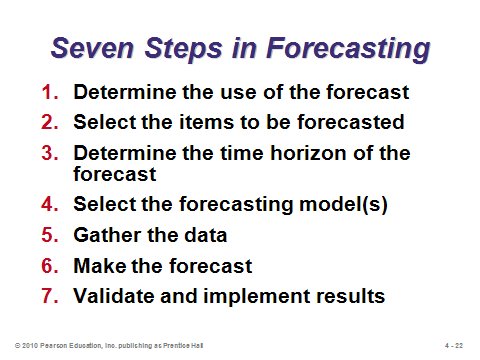 Seven Steps in Forecasting
1. Determine the use of the forecast
2. Select the items to be forecasted
3. Determine the time horizon of the
forecast
4. Select the forecasting model(s)
5. Gather the data
6. Make the forecast
7. Validate and implement results
© 2010 Pearson Education, Inc. publishing as Prentice Hall
4 - 22